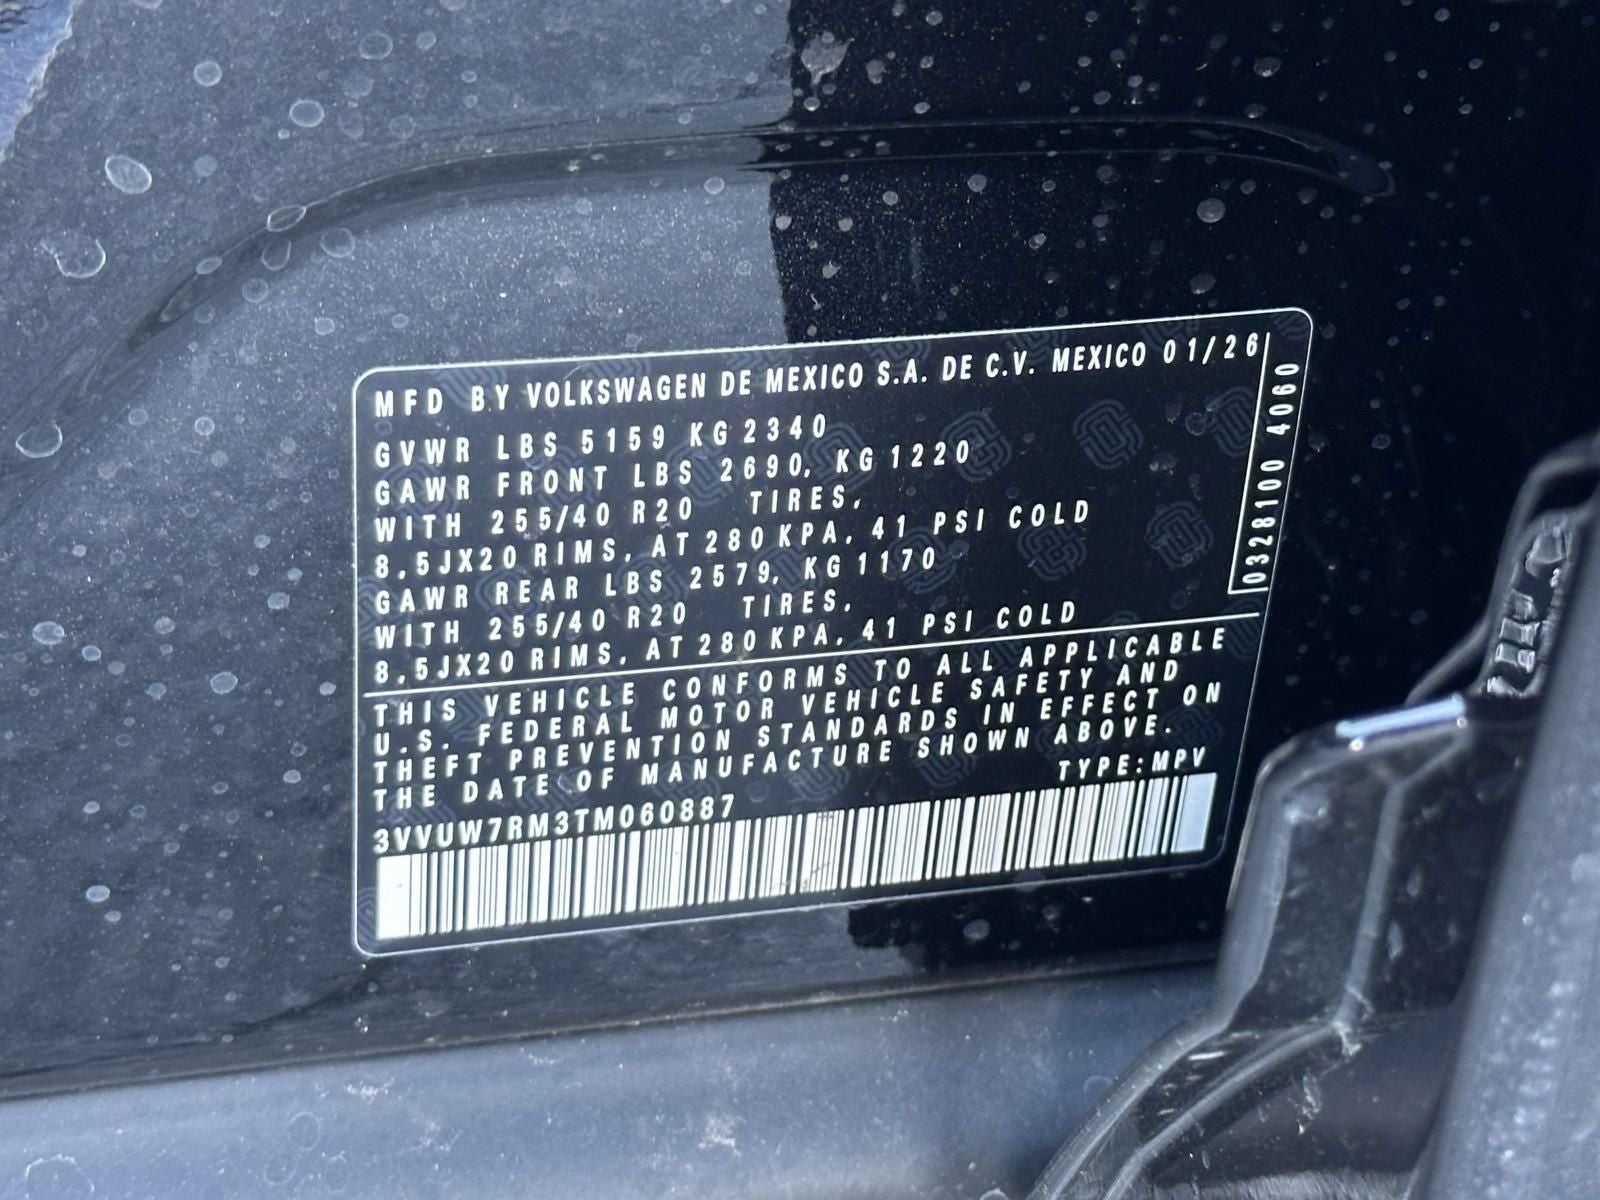 MFD BY VOLKSWAGEN DE MEXICO S.A. DE C.V. MEXICO 01/26
GVWR LBS 5159 KG 2340
GAWR FRONT LBS 2690, KG 1220
WITH 255/40 R20 TIRES,
8,5JX20 RIMS, AT 280 KPA, 41 PSI COLD
GAWR REAR LBS 2579, KG 1170
WITH 255/40 R20 TIRES,
8,5JX20 RIMS, AT 280 KPA, 41 PSI COLD
0328100 4060
THIS VEHICLE CONFORMS TO ALL APPLICABLE
U.S. FEDERAL MOTOR VEHICLE SAFETY AND
THEFT PREVENTION STANDARDS IN EFFECT ON
THE DATE OF MANUFACTURE SHOWN ABOVE.
TYPE:MPV
3VVUW7RM3TM060887